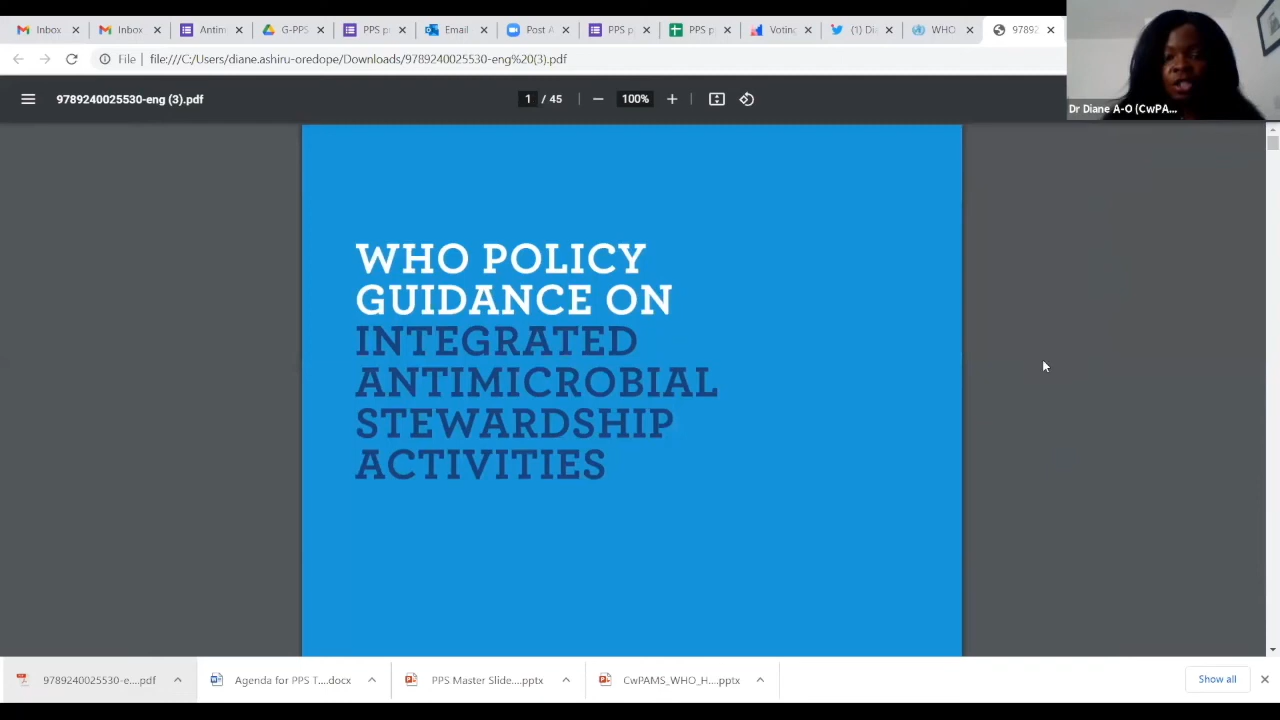 Inbox
Inbox
Antim
G-PPS
PPS p
Email
Post A
PPS p
PPS p
Voting
(1) Di
WHO
9789
File | file:///C:/Users/diane.ashiru-oredope/Downloads/9789240025530-eng%20(3).pdf
Dr Diane A-O (CwPA...
9789240025530-eng (3).pdf
1 / 45
100%
WHO POLICY
GUIDANCE ON
INTEGRATED
ANTIMICROBIAL
STEWARDSHIP
ACTIVITIES
9789240025530-e....pdf
Agenda for PPS T....docx
PPS Master Slide....pptx
CwPAMS_WHO_H....pptx
Show all